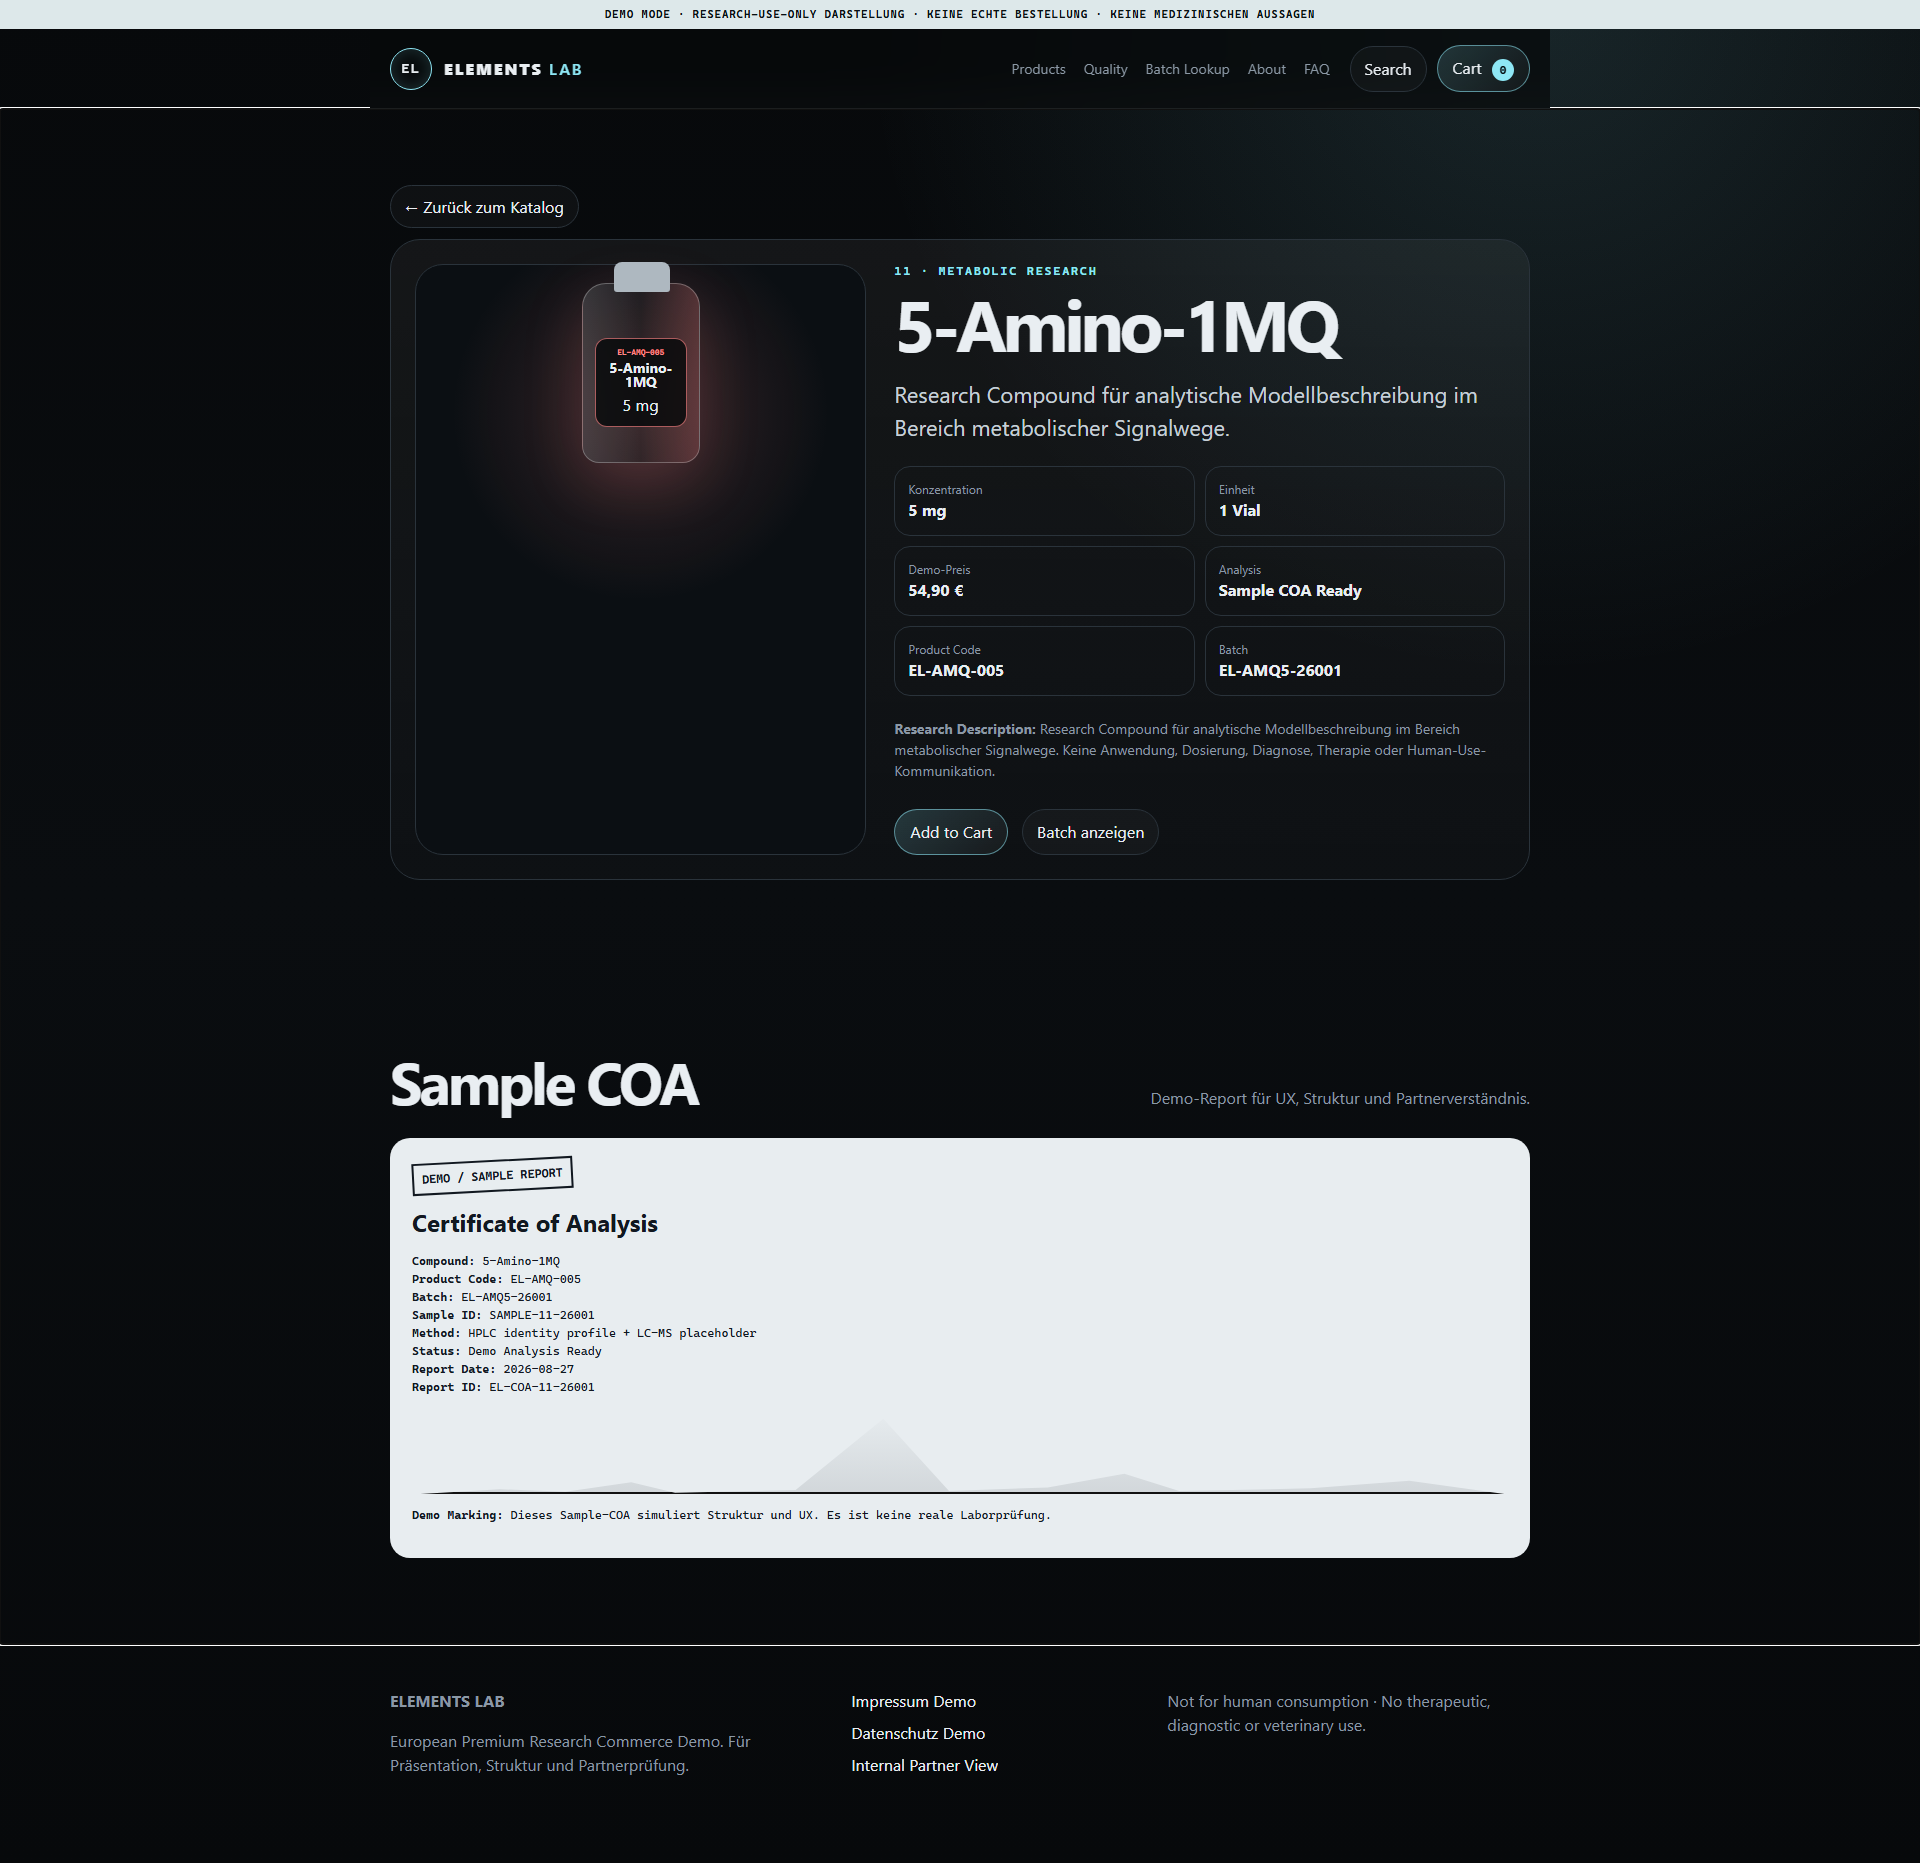 DEMO MODE · RESEARCH-USE-ONLY DARSTELLUNG · KEINE ECHTE BESTELLUNG · KEINE MEDIZINISCHEN AUSSAGEN
EL ELEMENTS LAB
Products Quality Batch Lookup About FAQ Search Cart 0
← Zurück zum Katalog
EL-AMQ-005
5-Amino-
1MQ
5 mg
11 · METABOLIC RESEARCH
5-Amino-1MQ
Research Compound für analytische Modellbeschreibung im
Bereich metabolischer Signalwege.
Konzentration
5 mg
Einheit
1 Vial
Demo-Preis
54,90 €
Analysis
Sample COA Ready
Product Code
EL-AMQ-005
Batch
EL-AMQ5-26001
Research Description: Research Compound für analytische Modellbeschreibung im Bereich
metabolischer Signalwege. Keine Anwendung, Dosierung, Diagnose, Therapie oder Human-Use-
Kommunikation.
Add to Cart Batch anzeigen
Sample COA
Demo-Report für UX, Struktur und Partnerverständnis.
DEMO / SAMPLE REPORT
Certificate of Analysis
Compound: 5-Amino-1MQ
Product Code: EL-AMQ-005
Batch: EL-AMQ5-26001
Sample ID: SAMPLE-11-26001
Method: HPLC identity profile + LC-MS placeholder
Status: Demo Analysis Ready
Report Date: 2026-08-27
Report ID: EL-COA-11-26001
Demo Marking: Dieses Sample-COA simuliert Struktur und UX. Es ist keine reale Laborprüfung.
ELEMENTS LAB
European Premium Research Commerce Demo. Für
Präsentation, Struktur und Partnerprüfung.
Impressum Demo
Datenschutz Demo
Internal Partner View
Not for human consumption · No therapeutic,
diagnostic or veterinary use.